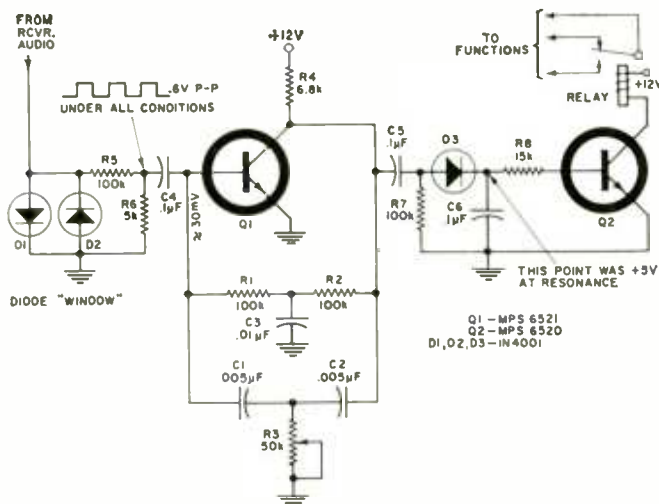 FROM
RCVR.
AUDIO
+12V
R4
6.8k
TO
FUNCTIONS
+12V
RELAY
.6V P-P
UNDER ALL CONDITIONS
R5
100k
C4
.1µF
R6
5k
D1
D2
DIODE "WINDOW"
≈30MV
Q1
C5
.1µF
D3
R8
15k
R7
100k
C6
.1µF
Q2
THIS POINT WAS +5V
AT RESONANCE
R1
100k
R2
100k
C3
.01µF
Q1-MPS 6521
Q2-MPS 6520
D1,D2,D3-IN4001
C1
.005µF
C2
.005µF
R3
50k